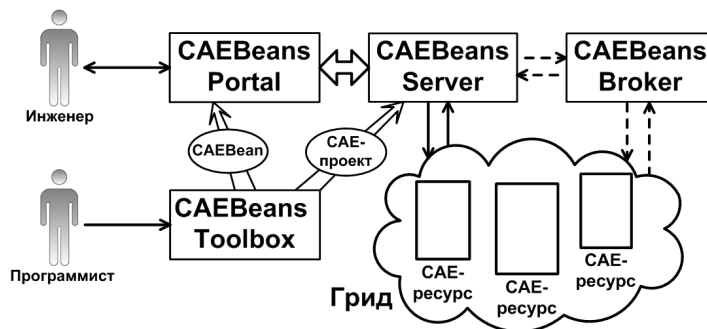 CAEBeans
Portal
CAEBeans
Server
CAEBeans
Broker
Инженер
CAEBean
CAE-
проект
CAEBeans
Toolbox
Программист
CAE-
ресурс
CAE-
ресурс
CAE-
ресурс
Грид